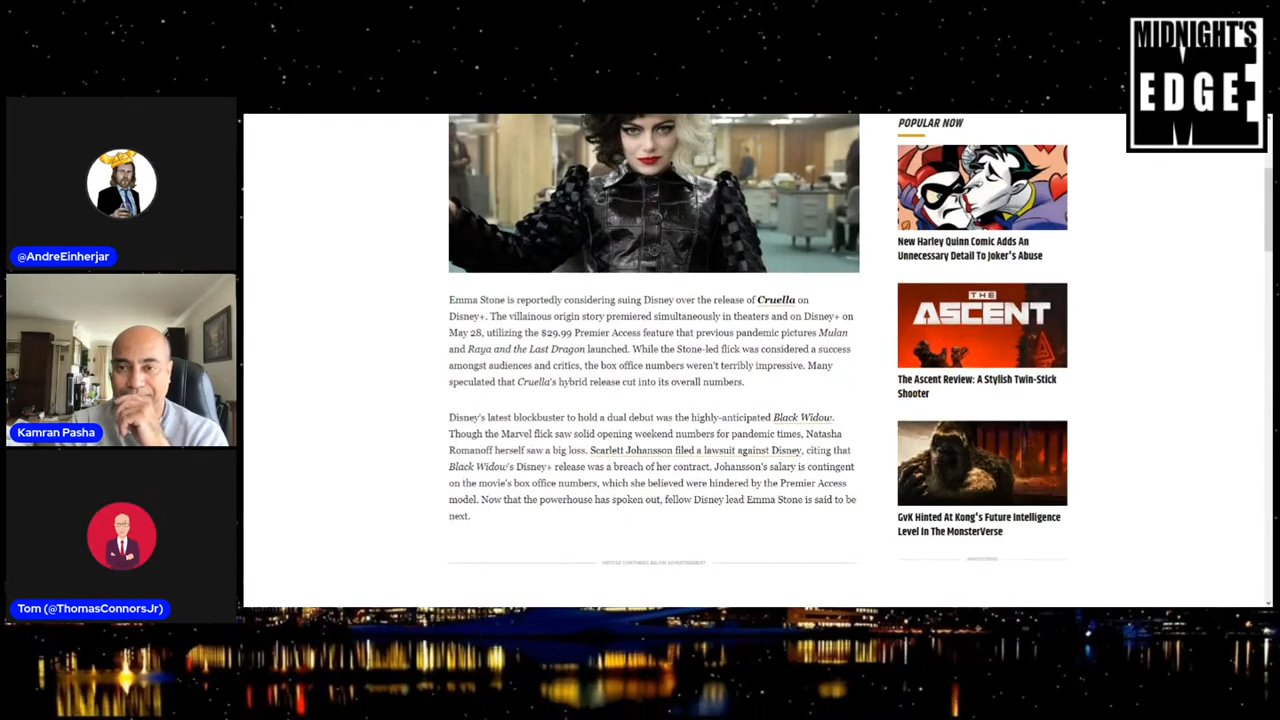 MIDNIGHT'S
EDGE
@AndreEinherjar
Kamran Pasha
Tom (@ThomasConnorsJr)
Emma Stone is reportedly considering suing Disney over the release of Cruella on
Disney+. The villainous origin story premiered simultaneously in theaters and on Disney+ on
May 28, utilizing the $29.99 Premier Access feature that previous pandemic pictures Mulan
and Raya and the Last Dragon launched. While the Stone-led flick was considered a success
amongst audiences and critics, the box office numbers weren't terribly impressive. Many
speculated that Cruella's hybrid release cut into its overall numbers.
Disney's latest blockbuster to hold a dual debut was the highly-anticipated Black Widow.
Though the Marvel flick saw solid opening weekend numbers for pandemic times, Natasha
Romanoff herself saw a big loss. Scarlett Johansson filed a lawsuit against Disney, citing that
Black Widow's Disney+ release was a breach of her contract. Johansson's salary is contingent
on the movie's box office numbers, which she believed were hindered by the Premier Access
model. Now that the powerhouse has spoken out, fellow Disney lead Emma Stone is said to be
next.
ARTICLE CONTINUES BELOW ADVERTISEMENT
POPULAR NOW
New Harley Quinn Comic Adds An
Unnecessary Detail To Joker's Abuse
THE
ASCENT
The Ascent Review: A Stylish Twin-Stick
Shooter
GvK Hinted At Kong's Future Intelligence
Level In The MonsterVerse